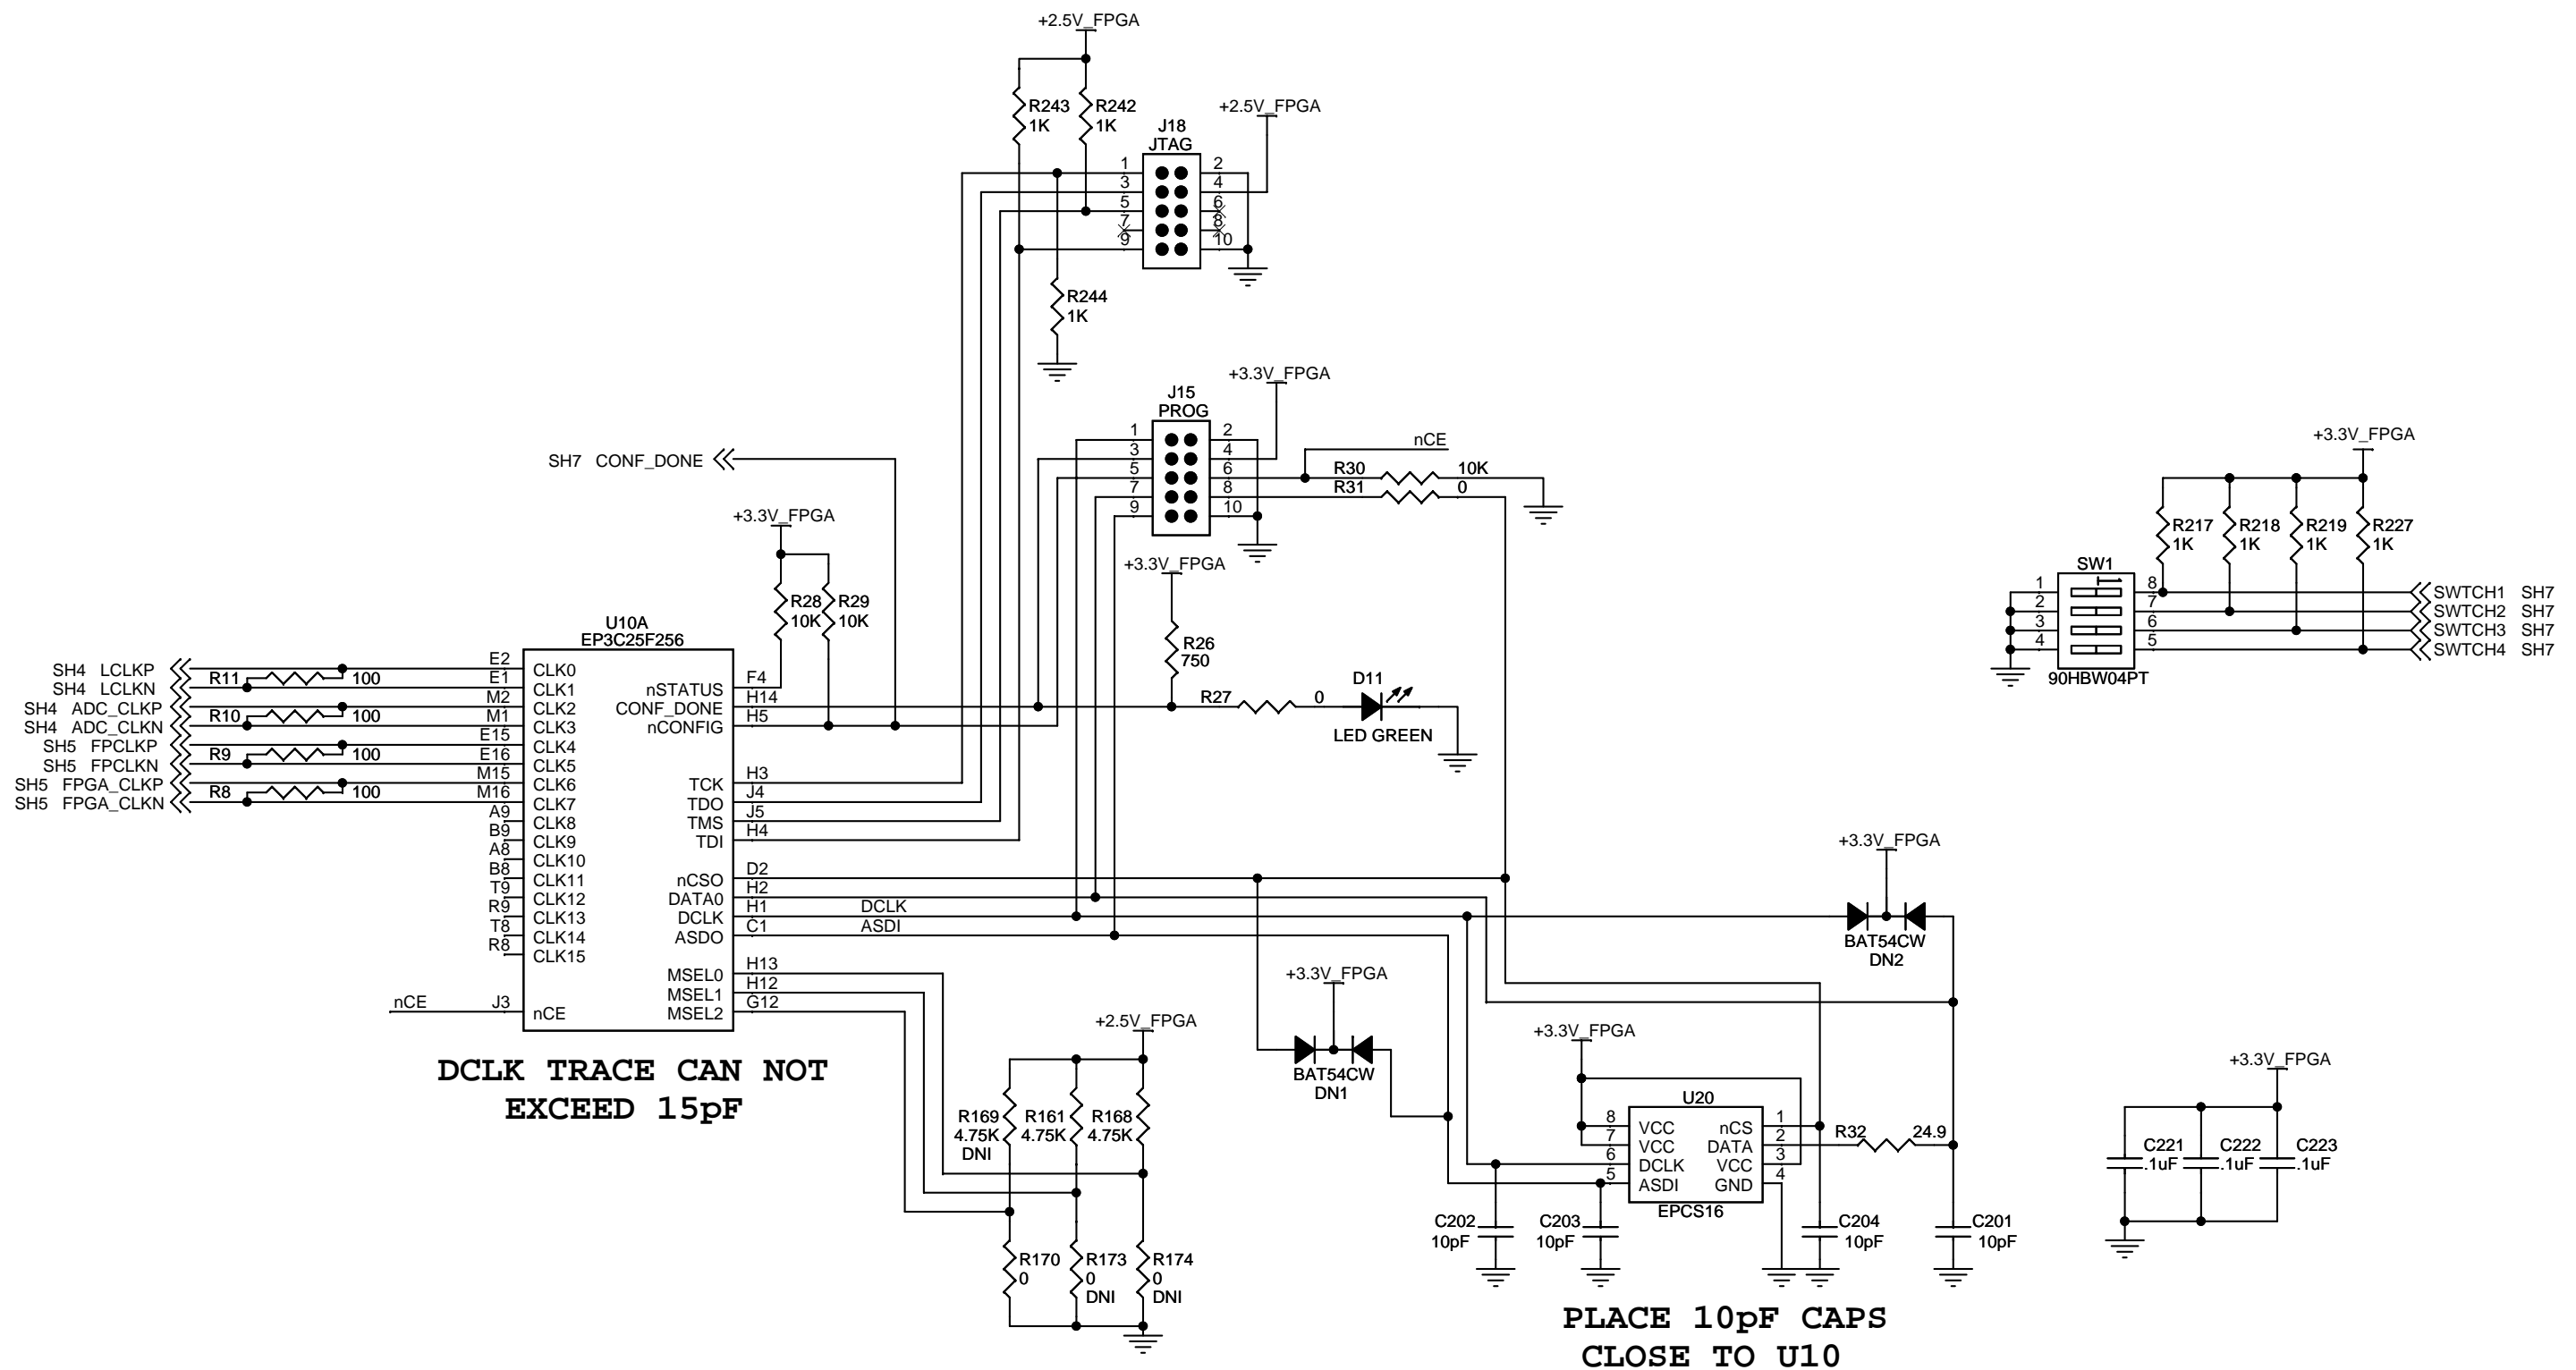 +2.5V_FPGA
R243
1K
R242
1K
+2.5V_FPGA
J18
JTAG
1
3
5
7
9
2
4
6
8
10
R244
1K
+3.3V_FPGA
J15
PROG
1
3
5
7
9
2
4
6
8
10
nCE
R30 10K
R31 0
SH7 CONF_DONE
+3.3V_FPGA
R28
10K
R29
10K
+3.3V_FPGA
R26
750
R27 0
D11
LED GREEN
+3.3V_FPGA
R217
1K
R218
1K
R219
1K
R227
1K
SW1
1 8 SWTCH1 SH7
2 7 SWTCH2 SH7
3 6 SWTCH3 SH7
4 5 SWTCH4 SH7
90HBW04PT
U10A
EP3C25F256
SH4 LCLKP E2 CLK0
R11 100
SH4 LCLKN E1 CLK1
SH4 ADC_CLKP M2 CLK2
R10 100
SH4 ADC_CLKN M1 CLK3
SH5 FPCLKP E15 CLK4
R9 100
SH5 FPCLKN E16 CLK5
SH5 FPGA_CLKP M15 CLK6
R8 100
SH5 FPGA_CLKN M16 CLK7
A9 CLK8
B9 CLK9
A8 CLK10
B8 CLK11
T9 CLK12
R9 CLK13
T8 CLK14
R8 CLK15
nCE J3 nCE
nSTATUS F4
CONF_DONE H14
nCONFIG H5
TCK H3
TDO J4
TMS J5
TDI H4
nCSO D2
DATA0 H2
DCLK H1 DCLK
ASDO C1 ASDI
MSEL0 H13
MSEL1 H12
MSEL2 G12
DCLK TRACE CAN NOT
EXCEED 15pF
+2.5V_FPGA
R169
4.75K
DNI
R161
4.75K
R168
4.75K
R170
0
R173
0
DNI
R174
0
DNI
+3.3V_FPGA
BAT54CW
DN1
+3.3V_FPGA
BAT54CW
DN2
+3.3V_FPGA
U20
8 VCC nCS 1
7 VCC DATA 2
6 DCLK VCC 3
5 ASDI GND 4
EPCS16
R32 24.9
C202
10pF
C203
10pF
C204
10pF
C201
10pF
PLACE 10pF CAPS
CLOSE TO U10
+3.3V_FPGA
C221
.1uF
C222
.1uF
C223
.1uF